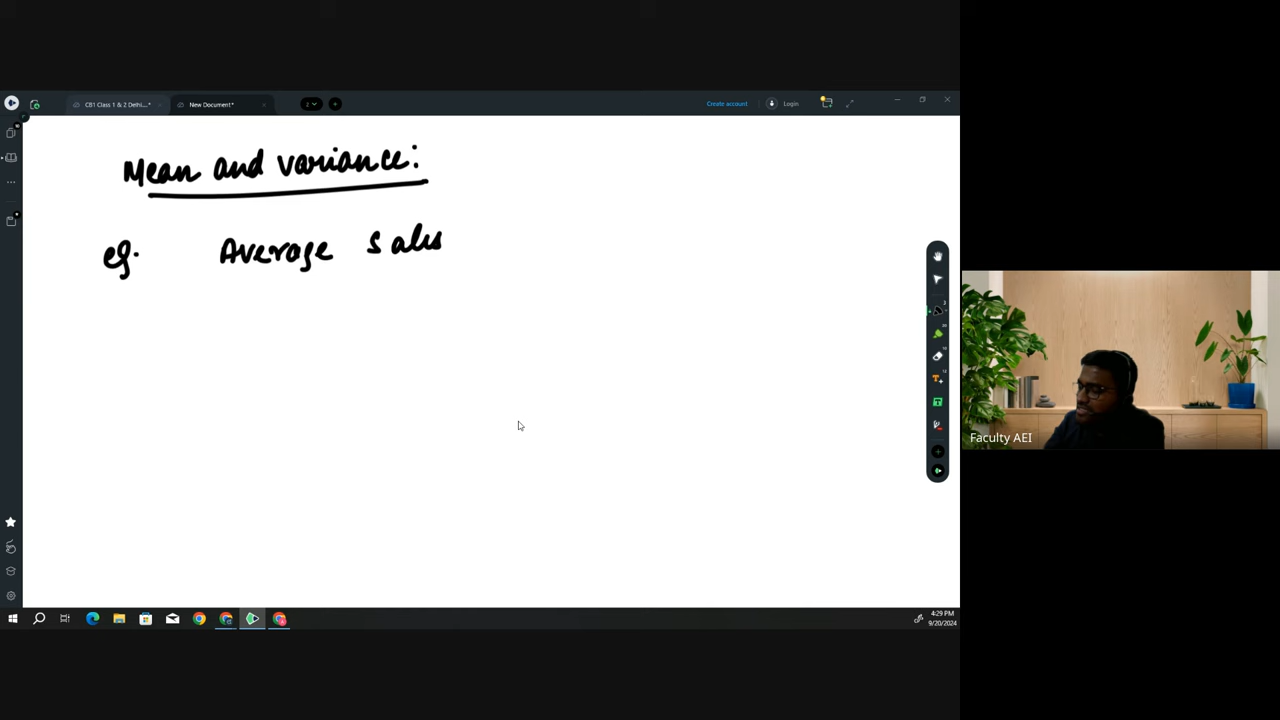 CB1 Class 1 & 2 Delhi....*
New Document*
2
Create account
Login
Mean and variance:
eg. Average sales
Faculty AEI
4:29 PM
9/20/2024